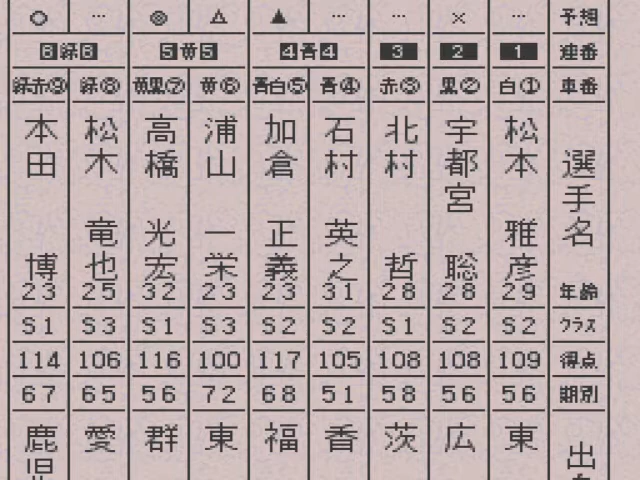 ○ … ◎ △ ▲ … … × … 予想
6緑6 5黄5 4青4 3 2 1 連番
緑赤⑨ 緑⑧ 黄黒⑦ 黄⑥ 青白⑤ 青④ 赤③ 黒② 白① 車番
本田 博 松木 竜也 高橋 光宏 浦山 一栄 加倉 正義 石村 英之 北村 哲 宇都宮 聡 松本 雅彦 選手名
23 25 32 23 23 31 28 28 29 年齢
S1 S3 S1 S3 S2 S2 S1 S2 S2 クラス
114 106 116 100 117 105 108 108 109 得点
67 65 56 72 68 51 58 56 56 期別
鹿 愛 群 東 福 香 茨 広 東 出